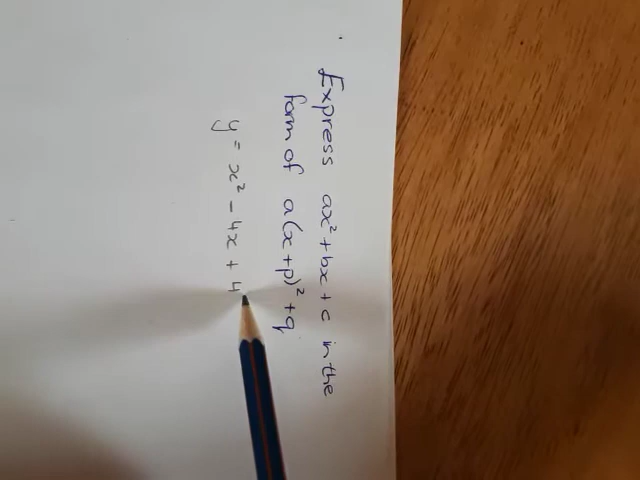 Express ax² + bx + c in the
form of a(x+p)² + q
y = x² - 4x + 4